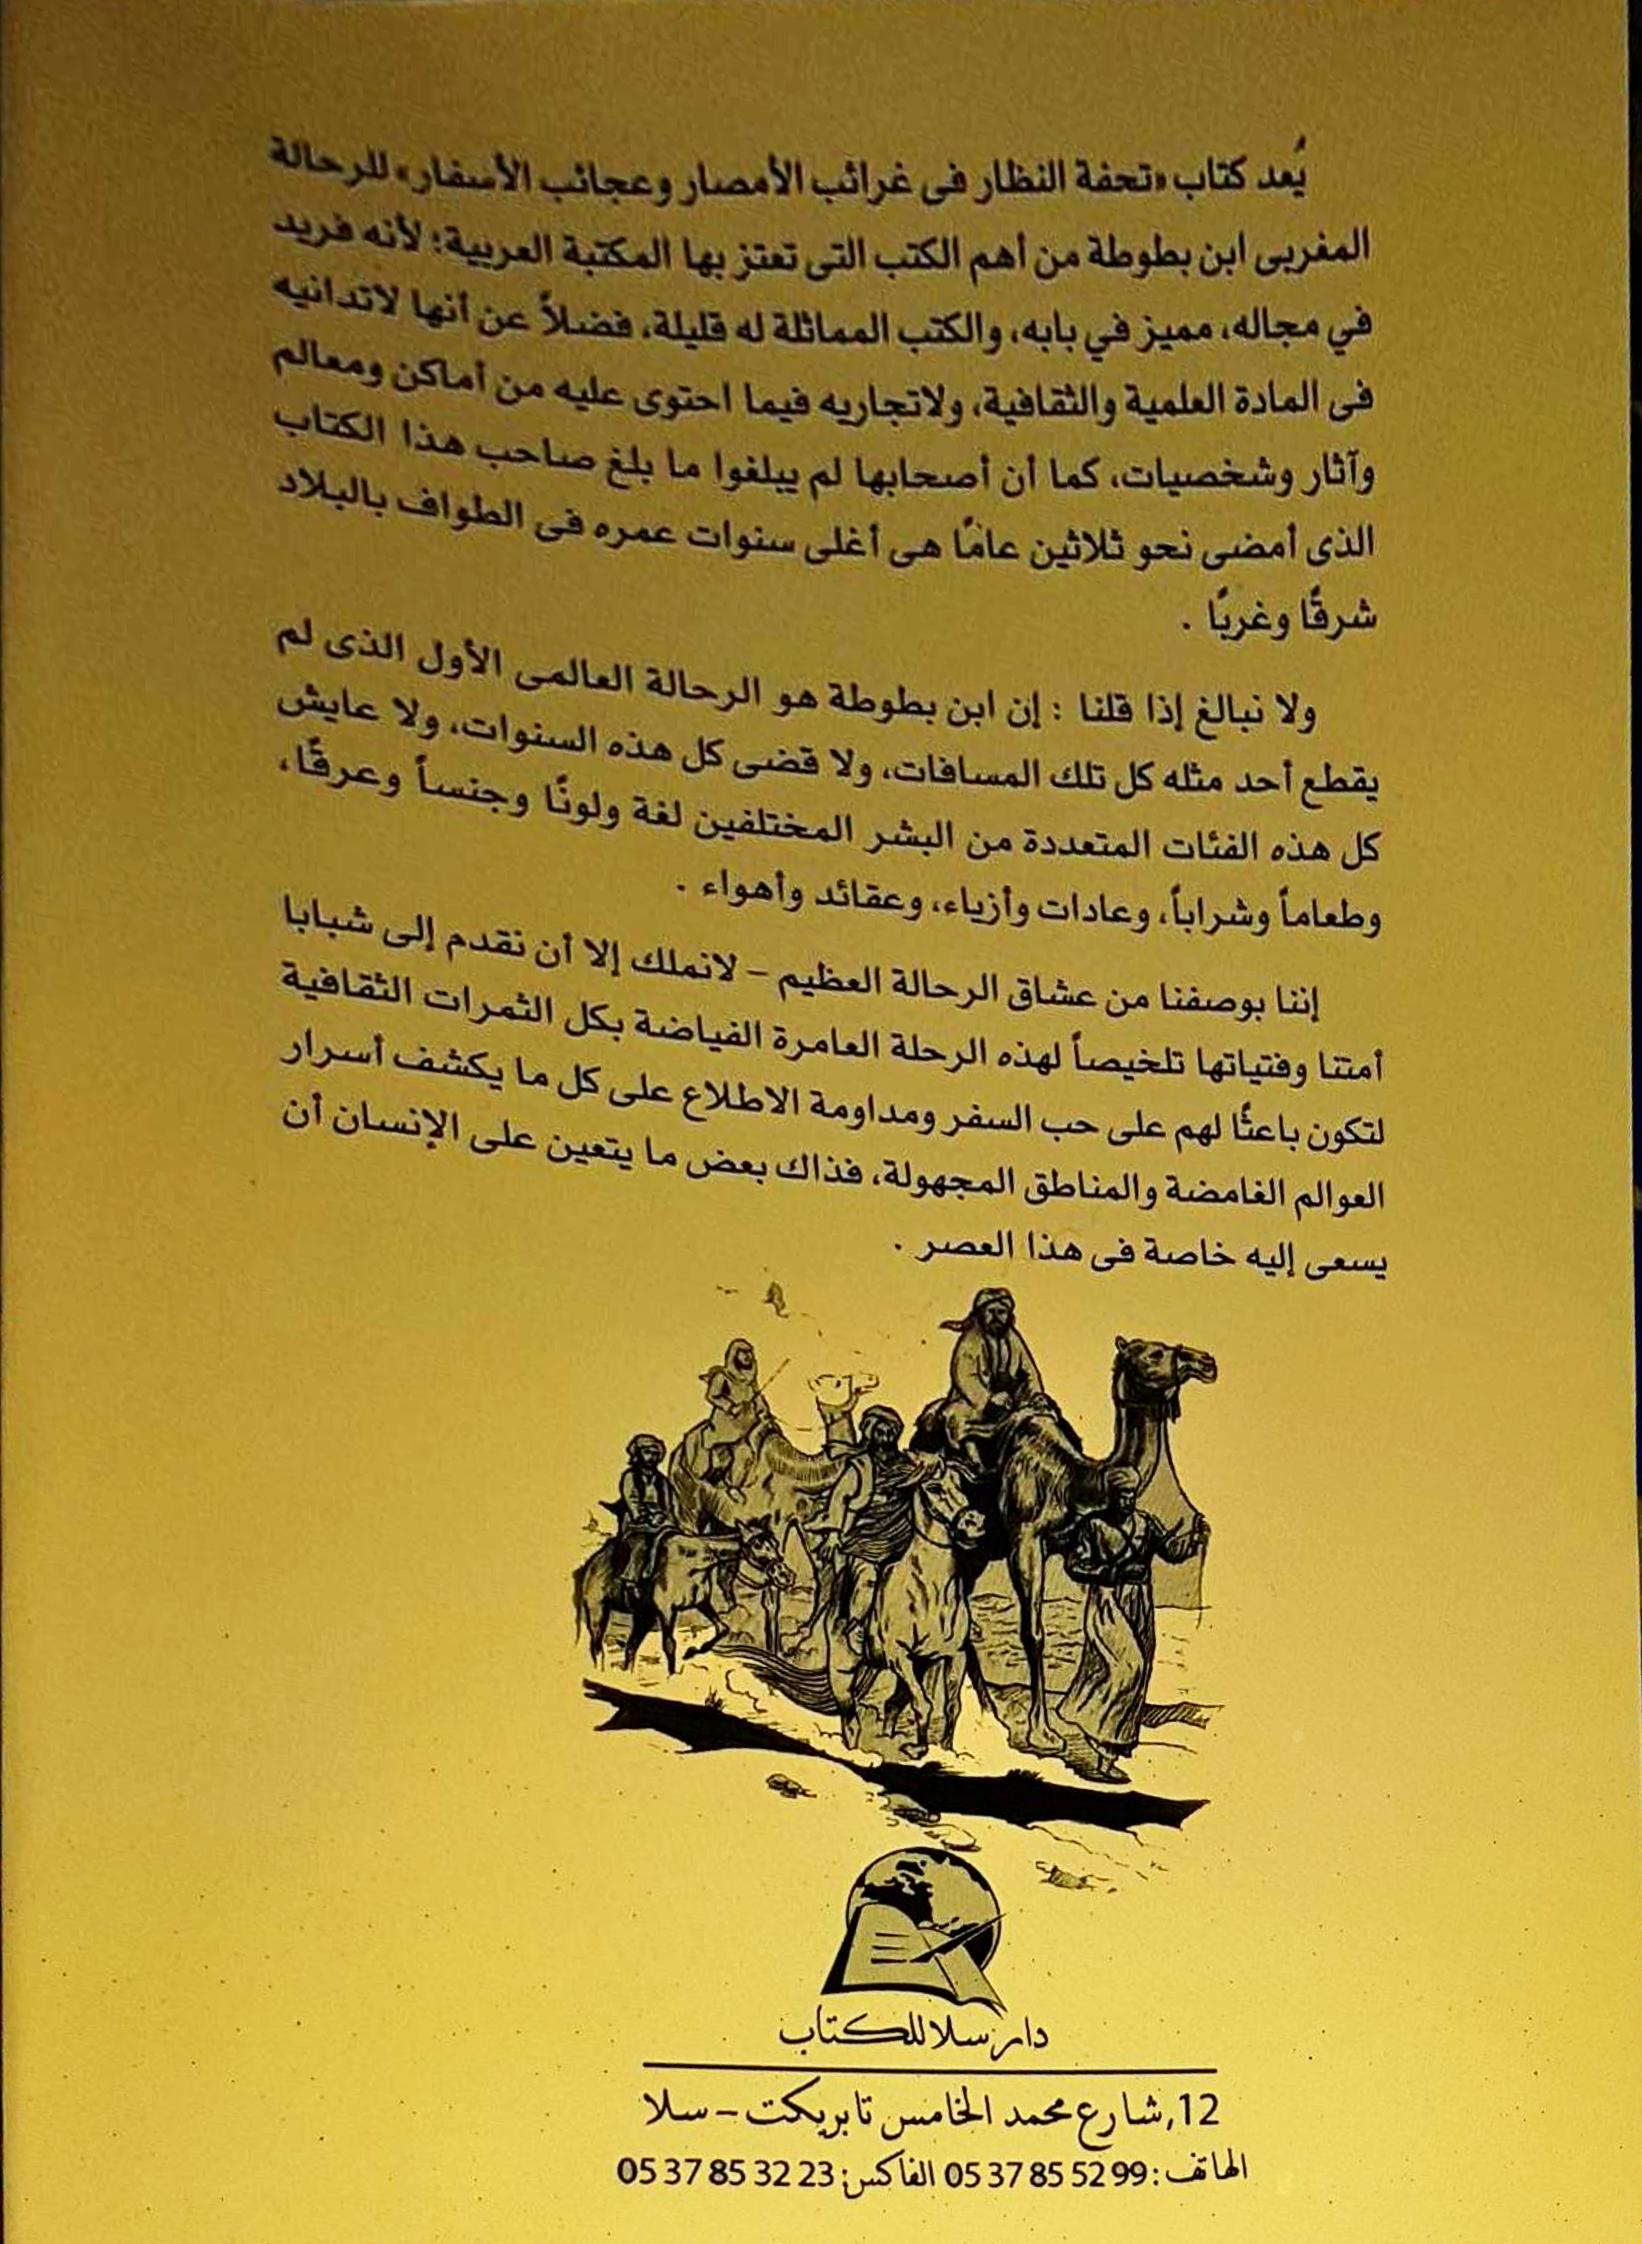 يُعد كتاب «تحفة النظار فى غرائب الأمصار وعجائب الأسفار» للرحالة
المغربى ابن بطوطة من أهم الكتب التى تعتز بها المكتبة العربية؛ لأنه فريد
في مجاله، مميز في بابه، والكتب المماثلة له قليلة، فضلاً عن أنها لاتدانيه
فى المادة العلمية والثقافية، ولاتجاريه فيما احتوى عليه من أماكن ومعالم
وآثار وشخصيات، كما أن أصحابها لم يبلغوا ما بلغ صاحب هذا الكتاب
الذى أمضى نحو ثلاثين عامًا هى أغلى سنوات عمره فى الطواف بالبلاد
شرقًا وغربًا .
ولا نبالغ إذا قلنا : إن ابن بطوطة هو الرحالة العالمى الأول الذى لم
يقطع أحد مثله كل تلك المسافات، ولا قضى كل هذه السنوات، ولا عايش
كل هذه الفئات المتعددة من البشر المختلفين لغة ولونًا وجنساً وعرقًا،
وطعاماً وشراباً، وعادات وأزياء، وعقائد وأهواء .
إننا بوصفنا من عشاق الرحالة العظيم - لانملك إلا أن نقدم إلى شبابا
أمتنا وفتياتها تلخيصاً لهذه الرحلة العامرة الفياضة بكل الثمرات الثقافية
لتكون باعثًا لهم على حب السفر ومداومة الاطلاع على كل ما يكشف أسرار
العوالم الغامضة والمناطق المجهولة، فذاك بعض ما يتعين على الإنسان أن
يسعى إليه خاصة فى هذا العصر .
دار سلا للكتاب
12, شارع محمد الخامس تابريكت - سلا
الهاتف: 05 37 85 52 99 الفاكس: 05 37 85 32 23